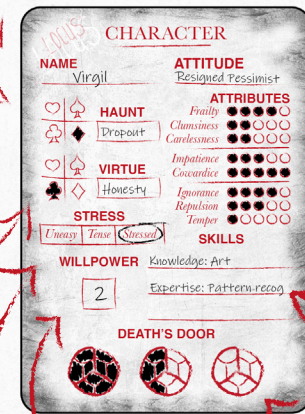 CHARACTER
NAME
Virgil
ATTITUDE
Resigned Pessimist
HAUNT
Dropout
VIRTUE
Honesty
STRESS
Uneasy Tense Stressed
WILLPOWER
2
ATTRIBUTES
Frailty
Clumsiness
Carelessness
Impatience
Cowardice
Ignorance
Repulsion
Temper
SKILLS
Knowledge: Art
Expertise: Pattern-recog
DEATH'S DOOR